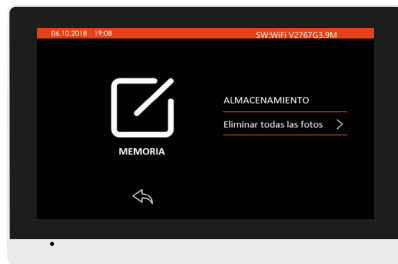 06.10.2018 19:08
SW:WiFi V2767G3.9M
ALMACENAMIENTO
Eliminar todas las fotos >
MEMORIA